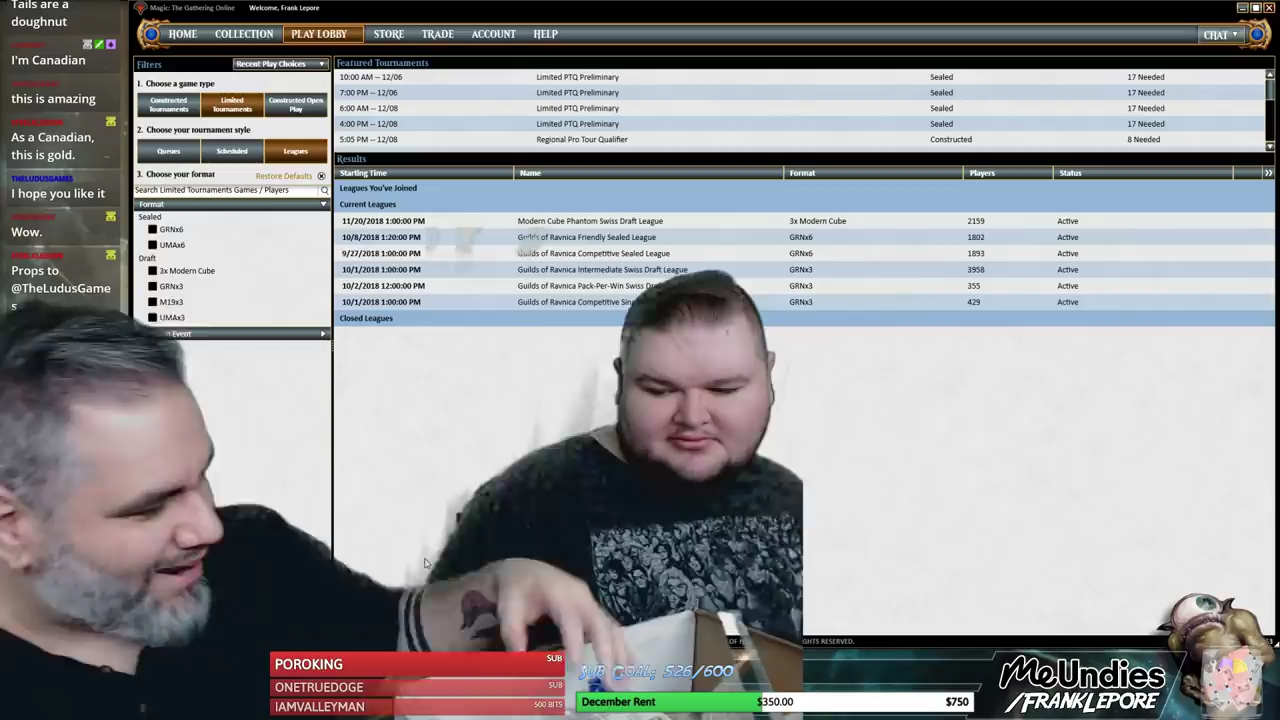 Magic: The Gathering Online
Welcome, Frank Lepore
HOME
COLLECTION
PLAY LOBBY
STORE
TRADE
ACCOUNT
HELP
CHAT
Tails are a
doughnut
I'm Canadian
this is amazing
As a Canadian,
this is gold.
THELUDUSGAMES
I hope you like it
Wow.
Props to
@TheLudusGame
s
Filters
Recent Play Choices
1. Choose a game type
Constructed Tournaments
Limited Tournaments
Constructed Open Play
2. Choose your tournament style
Queues
Scheduled
Leagues
3. Choose your format
Restore Defaults
Search Limited Tournaments Games / Players
Format
Sealed
GRNx6
UMAx6
Draft
3x Modern Cube
GRNx3
M19x3
UMAx3
Event
Featured Tournaments
10:00 AM -- 12/06 Limited PTQ Preliminary Sealed 17 Needed
7:00 PM -- 12/06 Limited PTQ Preliminary Sealed 17 Needed
6:00 AM -- 12/08 Limited PTQ Preliminary Sealed 17 Needed
4:00 PM -- 12/08 Limited PTQ Preliminary Sealed 17 Needed
5:05 PM -- 12/08 Regional Pro Tour Qualifier Constructed 8 Needed
Results
Starting Time Name Format Players Status
Leagues You've Joined
Current Leagues
11/20/2018 1:00:00 PM Modern Cube Phantom Swiss Draft League 3x Modern Cube 2159 Active
10/8/2018 1:20:00 PM Guilds of Ravnica Friendly Sealed League GRNx6 1802 Active
9/27/2018 1:00:00 PM Guilds of Ravnica Competitive Sealed League GRNx6 1893 Active
10/1/2018 1:00:00 PM Guilds of Ravnica Intermediate Swiss Draft League GRNx3 3958 Active
10/2/2018 12:00:00 PM Guilds of Ravnica Pack-Per-Win Swiss GRNx3 355 Active
10/1/2018 1:00:00 PM Guilds of Ravnica Competitive GRNx3 429 Active
Closed Leagues
RIGHTS RESERVED.
POROKING SUB
ONETRUEDOGE SUB
IAMVALLEYMAN 500 BITS
SUB GOAL: 526/600
December Rent $350.00 $750
MeUndies
/FRANKLEPORE